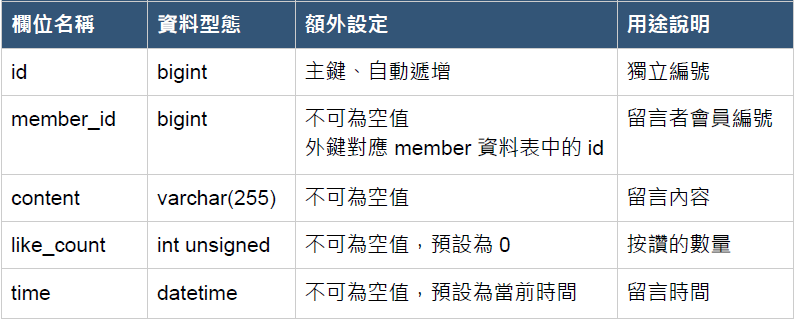 欄位名稱 資料型態 額外設定 用途說明
id bigint 主鍵、自動遞增 獨立編號
member_id bigint 不可為空值 留言者會員編號
外鍵對應 member 資料表中的 id
content varchar(255) 不可為空值 留言內容
like_count int unsigned 不可為空值，預設為 0 按讚的數量
time datetime 不可為空值，預設為當前時間 留言時間